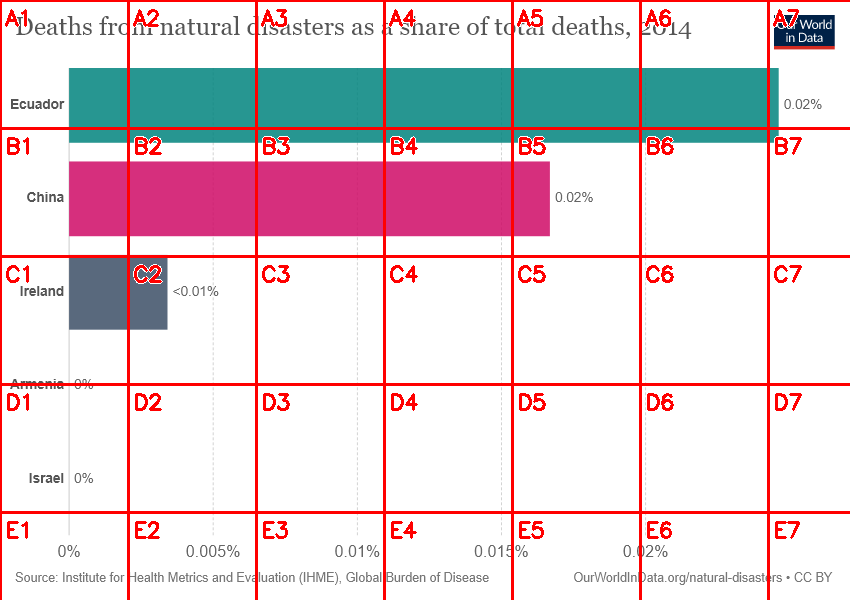 Deaths from natural disasters as a share of total deaths, 2014
Our World
in Data
Ecuador 0.02%
China 0.02%
Ireland <0.01%
Armenia 0%
Israel 0%
0% 0.005% 0.01% 0.015% 0.02%
Source: Institute for Health Metrics and Evaluation (IHME), Global Burden of Disease OurWorldInData.org/natural-disasters • CC BY
A1 A2 A3 A4 A5 A6 A7
B1 B2 B3 B4 B5 B6 B7
C1 C2 C3 C4 C5 C6 C7
D1 D2 D3 D4 D5 D6 D7
E1 E2 E3 E4 E5 E6 E7